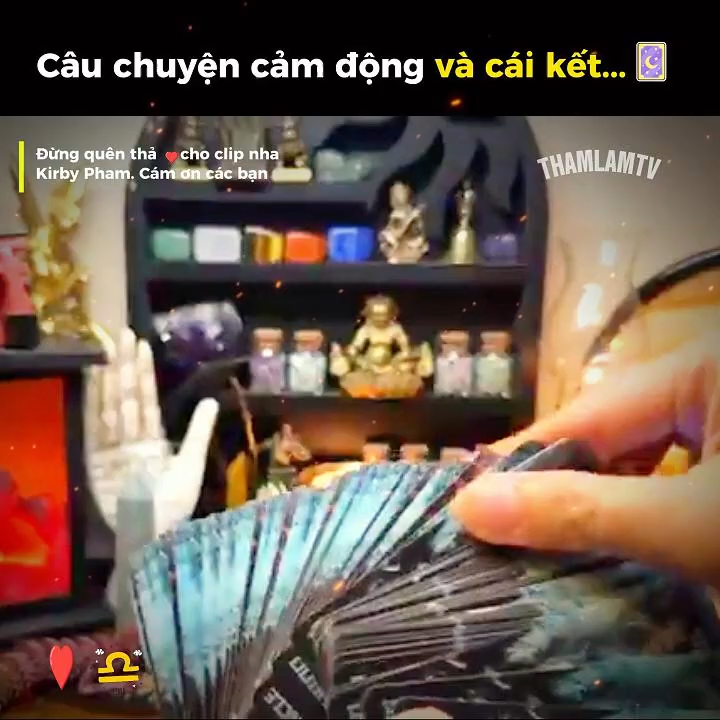 Câu chuyện cảm động và cái kết...
Đừng quên thả cho clip nha
Kirby Pham. Cám ơn các bạn
THAMLAMTV